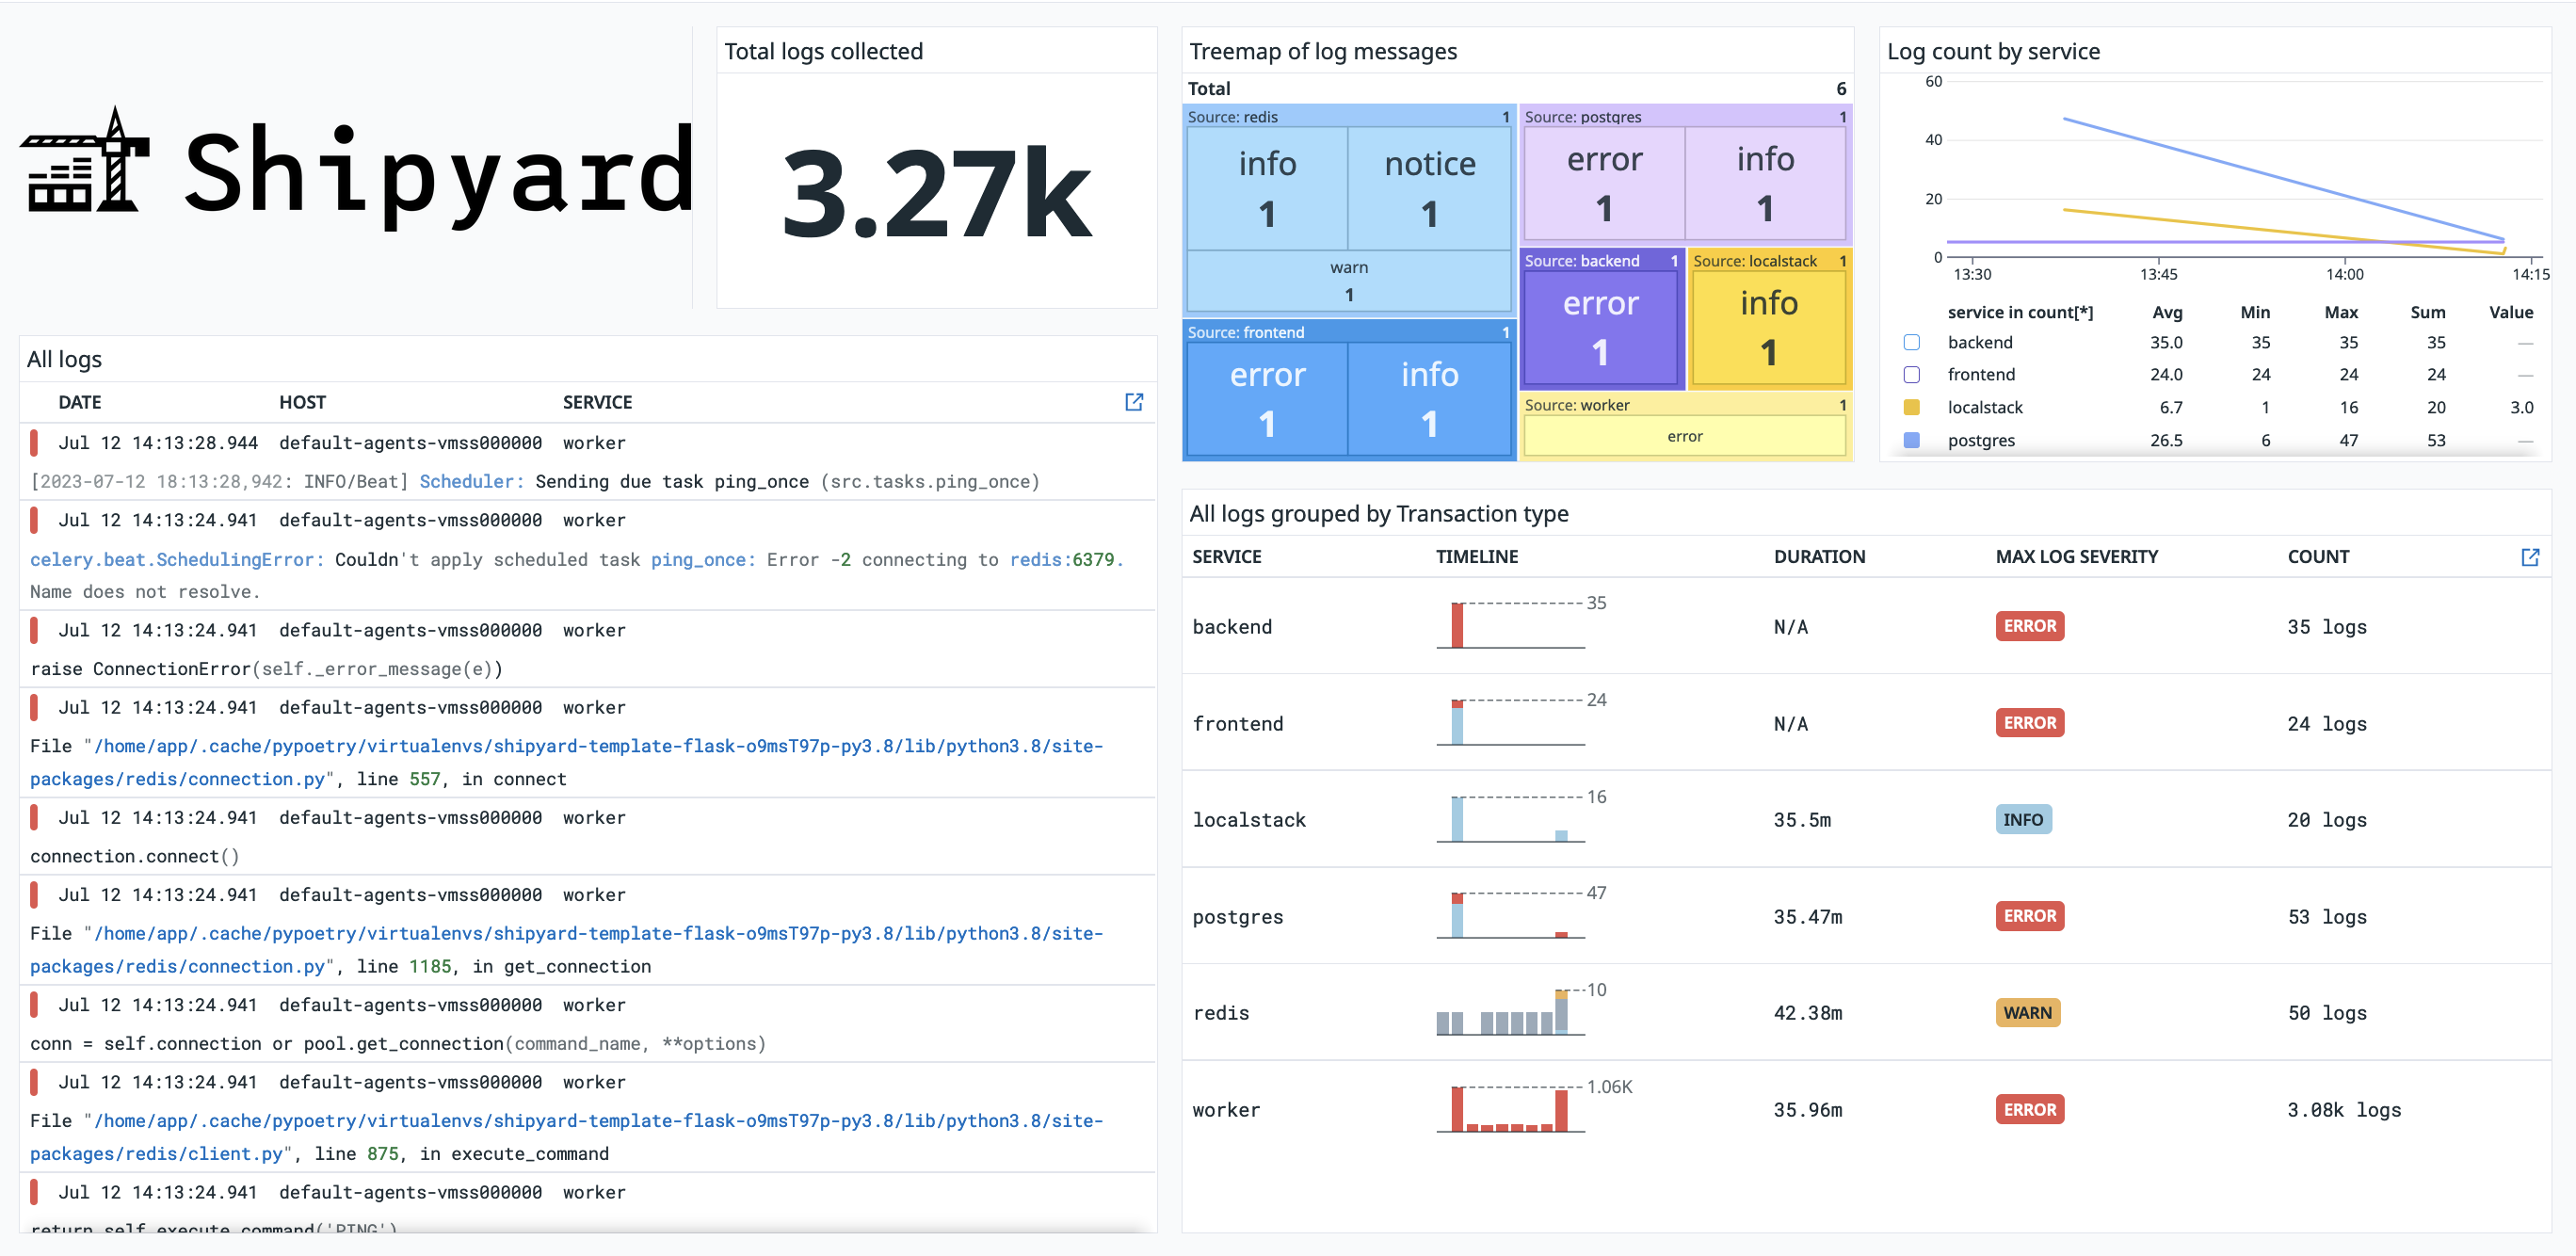 Shipyard
Total logs collected
3.27k
Treemap of log messages
Total 6
Source: redis 1
info
1
notice
1
warn
1
Source: postgres 1
error
1
info
1
Source: frontend 1
error
1
info
1
Source: backend 1
error
1
Source: localstack 1
info
1
Source: worker 1
error
Log count by service
60
40
20
0
13:30 13:45 14:00 14:15
service in count[*] Avg Min Max Sum Value
backend 35.0 35 35 35 —
frontend 24.0 24 24 24 —
localstack 6.7 1 16 20 3.0
postgres 26.5 6 47 53 —
All logs
DATE HOST SERVICE
Jul 12 14:13:28.944 default-agents-vmss000000 worker
[2023-07-12 18:13:28,942: INFO/Beat] Scheduler: Sending due task ping_once (src.tasks.ping_once)
Jul 12 14:13:24.941 default-agents-vmss000000 worker
celery.beat.SchedulingError: Couldn't apply scheduled task ping_once: Error -2 connecting to redis:6379.
Name does not resolve.
Jul 12 14:13:24.941 default-agents-vmss000000 worker
raise ConnectionError(self._error_message(e))
Jul 12 14:13:24.941 default-agents-vmss000000 worker
File "/home/app/.cache/pypoetry/virtualenvs/shipyard-template-flask-o9msT97p-py3.8/lib/python3.8/site-
packages/redis/connection.py", line 557, in connect
Jul 12 14:13:24.941 default-agents-vmss000000 worker
connection.connect()
Jul 12 14:13:24.941 default-agents-vmss000000 worker
File "/home/app/.cache/pypoetry/virtualenvs/shipyard-template-flask-o9msT97p-py3.8/lib/python3.8/site-
packages/redis/connection.py", line 1185, in get_connection
Jul 12 14:13:24.941 default-agents-vmss000000 worker
conn = self.connection or pool.get_connection(command_name, **options)
Jul 12 14:13:24.941 default-agents-vmss000000 worker
File "/home/app/.cache/pypoetry/virtualenvs/shipyard-template-flask-o9msT97p-py3.8/lib/python3.8/site-
packages/redis/client.py", line 875, in execute_command
Jul 12 14:13:24.941 default-agents-vmss000000 worker
return self.execute_command('PING')
All logs grouped by Transaction type
SERVICE TIMELINE DURATION MAX LOG SEVERITY COUNT
backend 35 N/A ERROR 35 logs
frontend 24 N/A ERROR 24 logs
localstack 16 35.5m INFO 20 logs
postgres 47 35.47m ERROR 53 logs
redis 10 42.38m WARN 50 logs
worker 1.06K 35.96m ERROR 3.08k logs